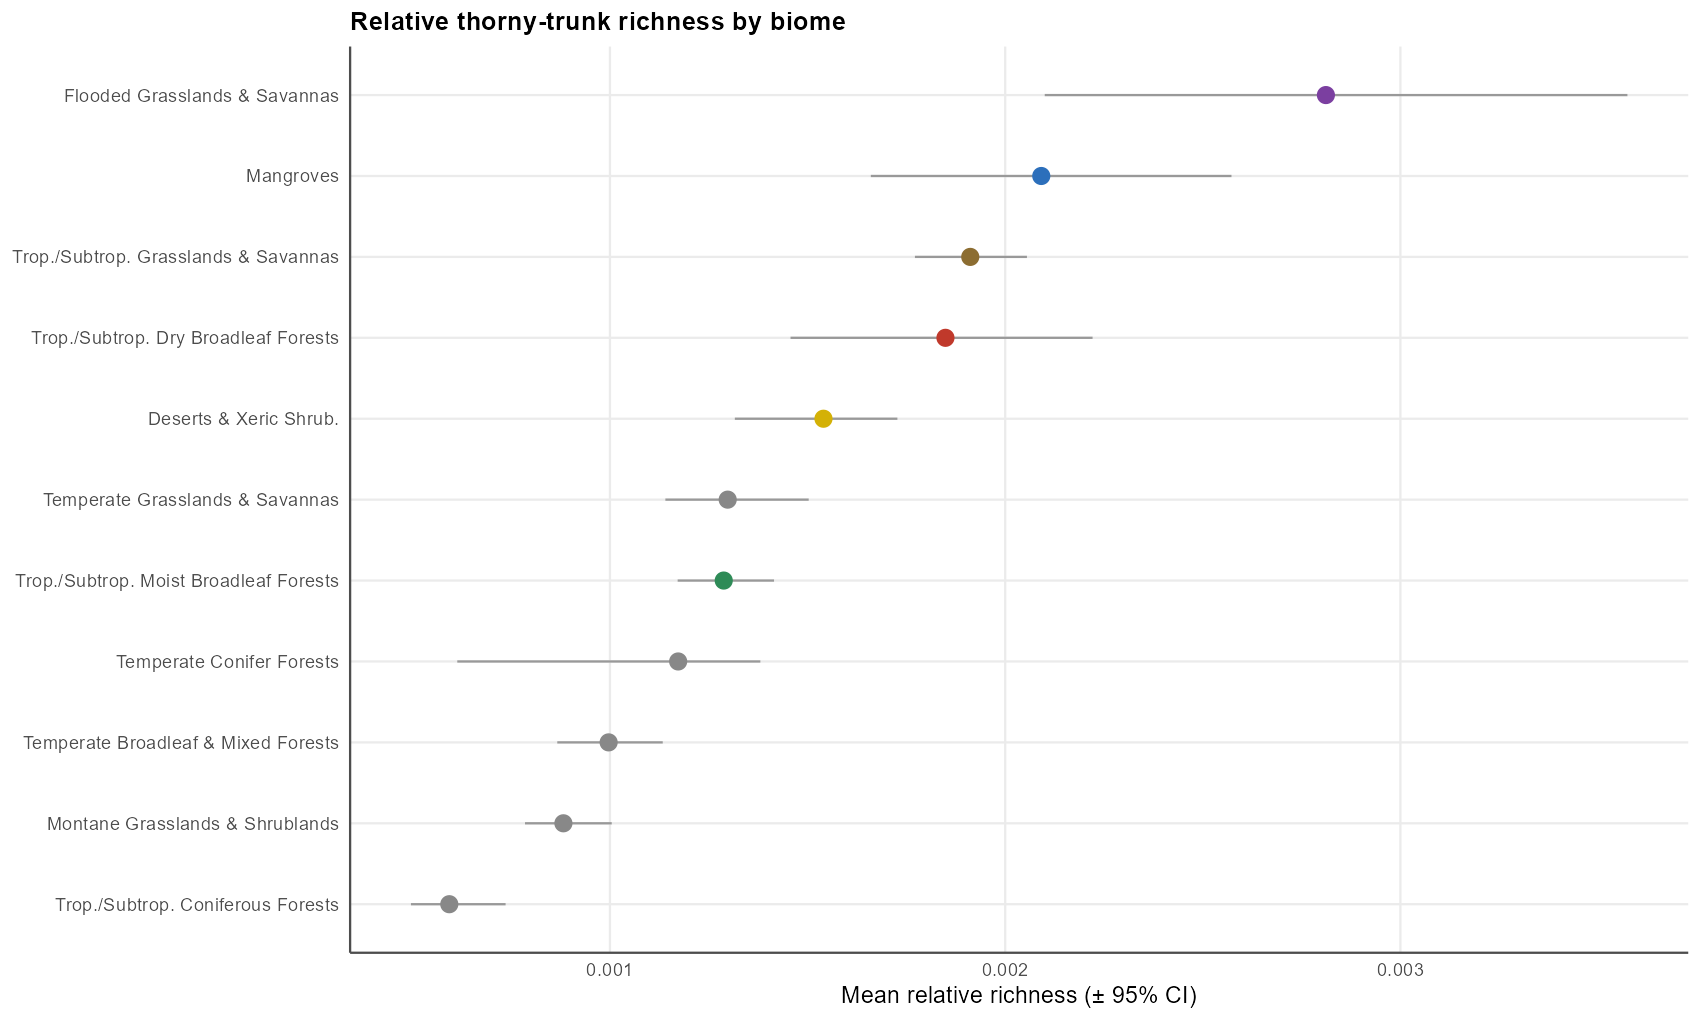 Relative thorny-trunk richness by biome
Flooded Grasslands & Savannas
Mangroves
Trop./Subtrop. Grasslands & Savannas
Trop./Subtrop. Dry Broadleaf Forests
Deserts & Xeric Shrub.
Temperate Grasslands & Savannas
Trop./Subtrop. Moist Broadleaf Forests
Temperate Conifer Forests
Temperate Broadleaf & Mixed Forests
Montane Grasslands & Shrublands
Trop./Subtrop. Coniferous Forests
0.001 0.002 0.003
Mean relative richness (± 95% CI)